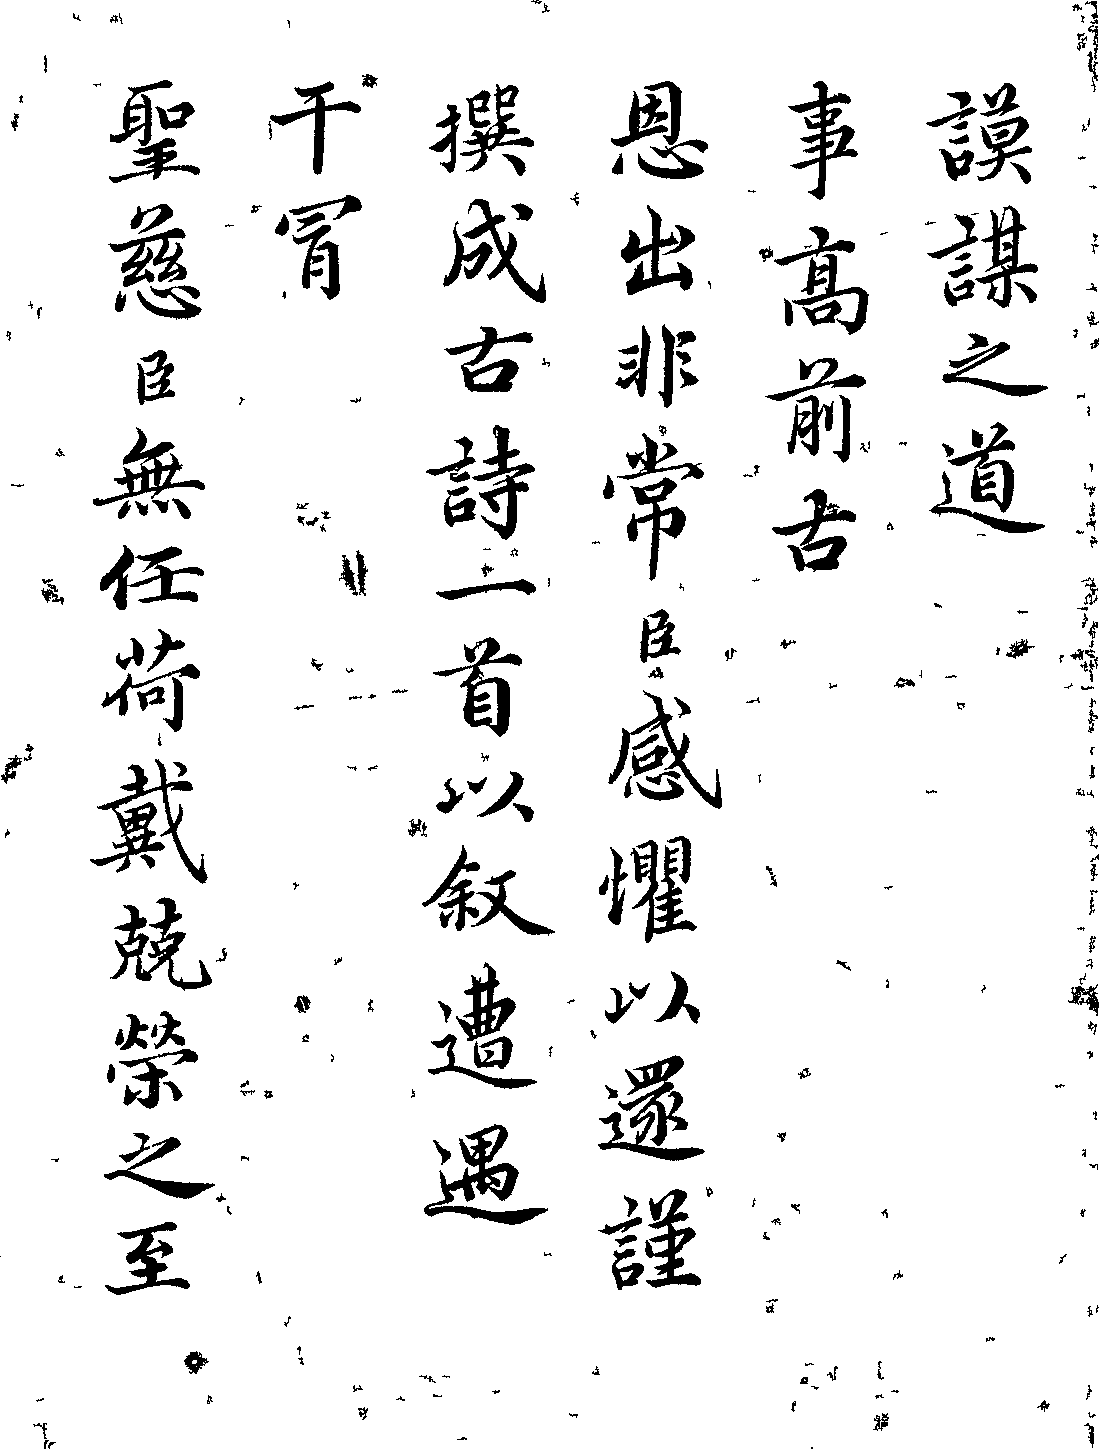 謨謀之道
事高前古
恩出非常臣感懼以還謹
撰成古詩一首以叙遭遇
干冒
聖慈臣無任荷戴兢榮之至